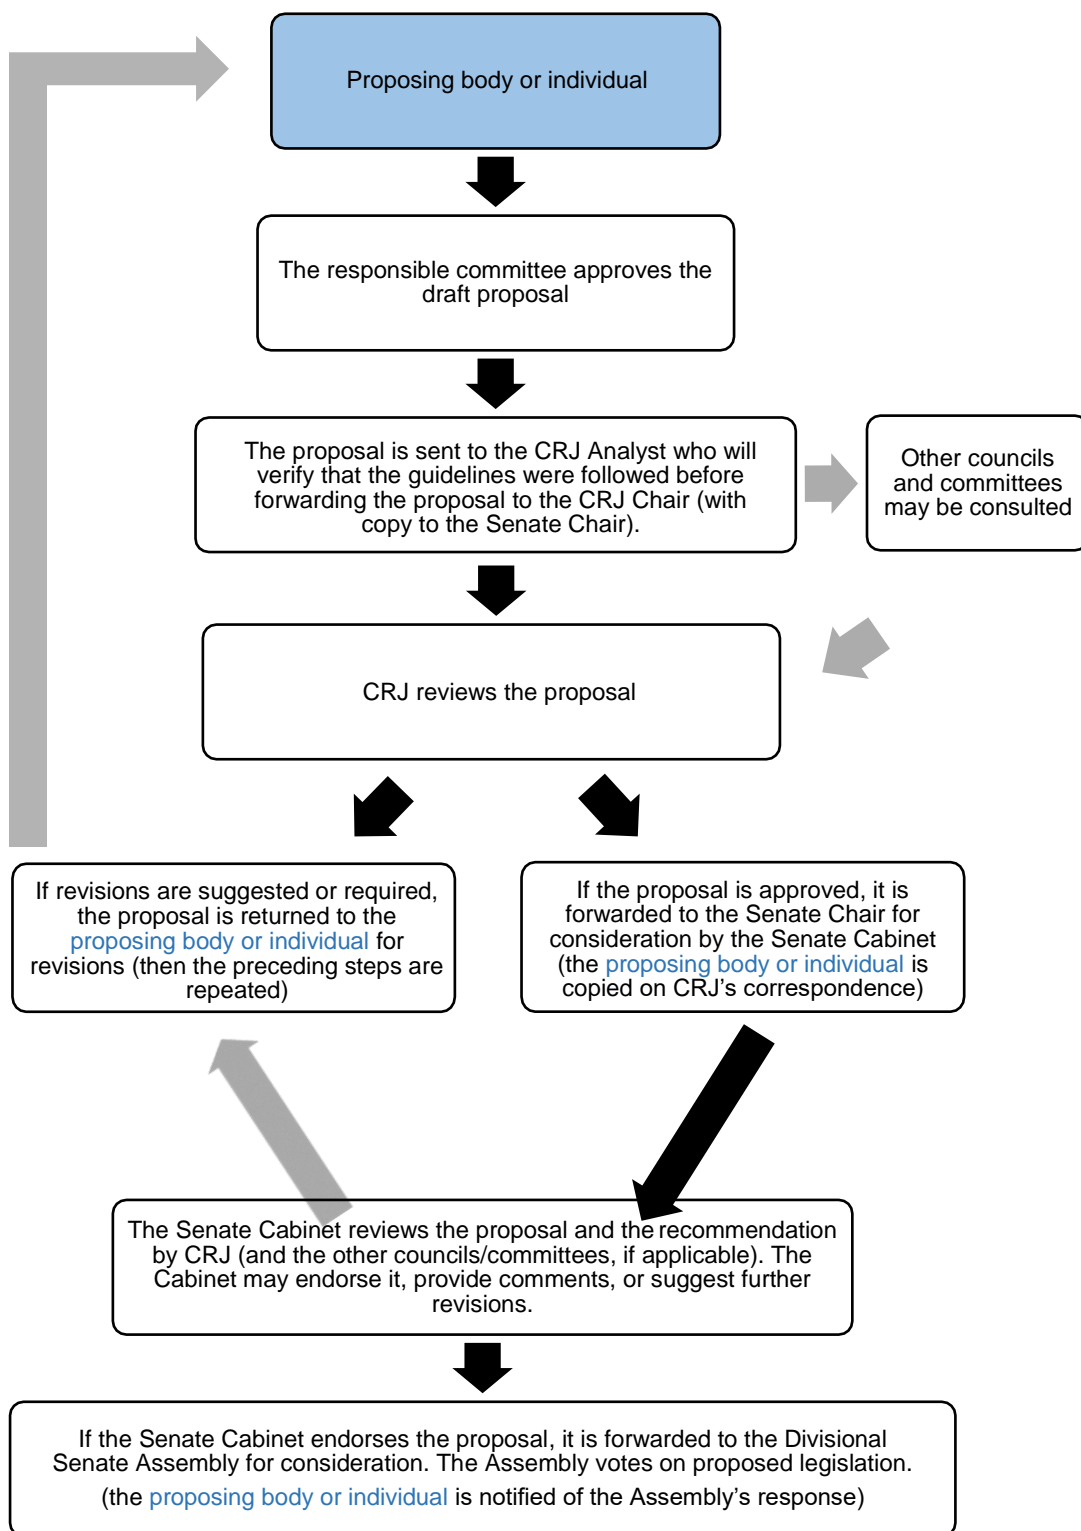 Proposing body or individual
The responsible committee approves the
draft proposal
The proposal is sent to the CRJ Analyst who will
verify that the guidelines were followed before
forwarding the proposal to the CRJ Chair (with
copy to the Senate Chair).
Other councils
and committees
may be consulted
CRJ reviews the proposal
If revisions are suggested or required,
the proposal is returned to the
proposing body or individual for
revisions (then the preceding steps are
repeated)
If the proposal is approved, it is
forwarded to the Senate Chair for
consideration by the Senate Cabinet
(the proposing body or individual is
copied on CRJ's correspondence)
The Senate Cabinet reviews the proposal and the recommendation
by CRJ (and the other councils/committees, if applicable). The
Cabinet may endorse it, provide comments, or suggest further
revisions.
If the Senate Cabinet endorses the proposal, it is forwarded to the Divisional
Senate Assembly for consideration. The Assembly votes on proposed legislation.
(the proposing body or individual is notified of the Assembly's response)